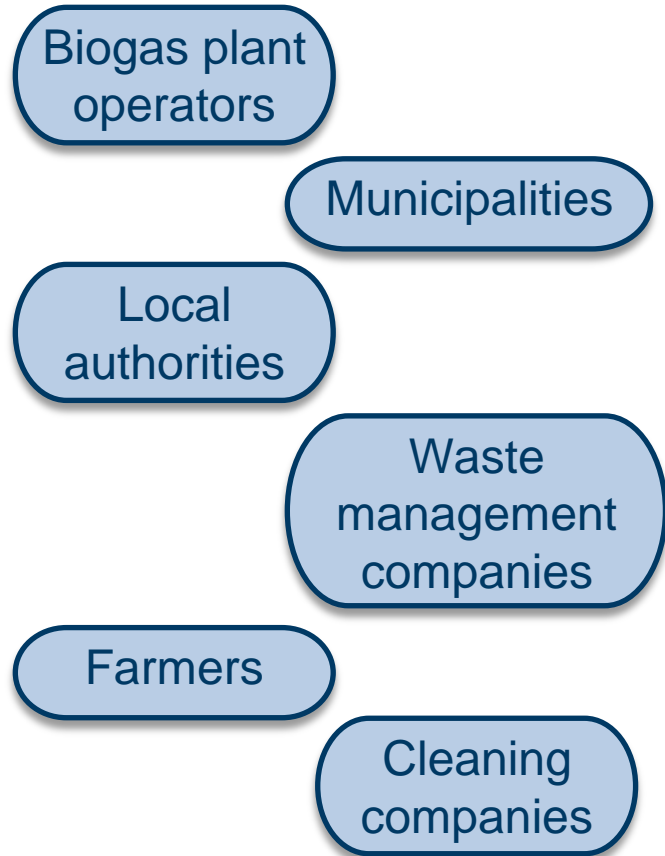 Biogas plant
operators
Municipalities
Local
authorities
Waste
management
companies
Farmers
Cleaning
companies